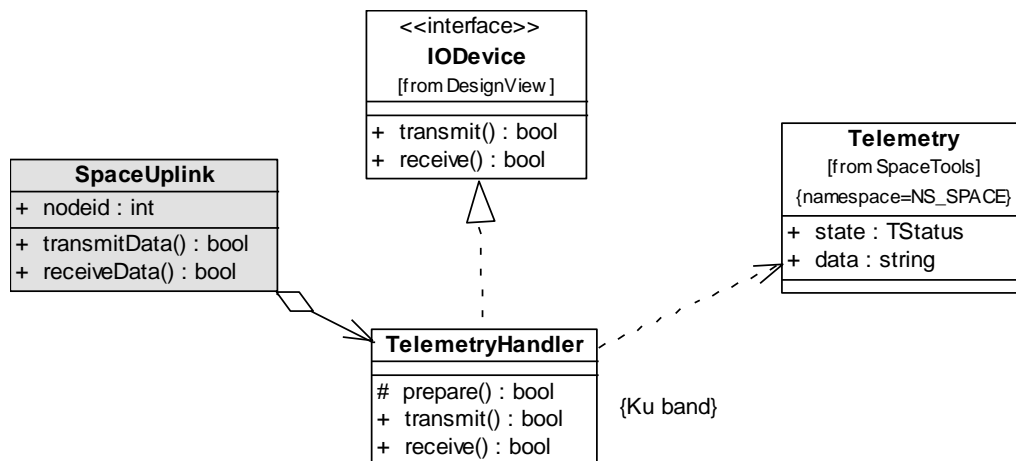 <<interface>>
IODevice
[from DesignView]
+ transmit() : bool
+ receive() : bool
Telemetry
[from SpaceTools]
{namespace=NS_SPACE}
+ state : TStatus
+ data : string
SpaceUplink
+ nodeid : int
+ transmitData() : bool
+ receiveData() : bool
TelemetryHandler
# prepare() : bool
+ transmit() : bool
+ receive() : bool
{Ku band}